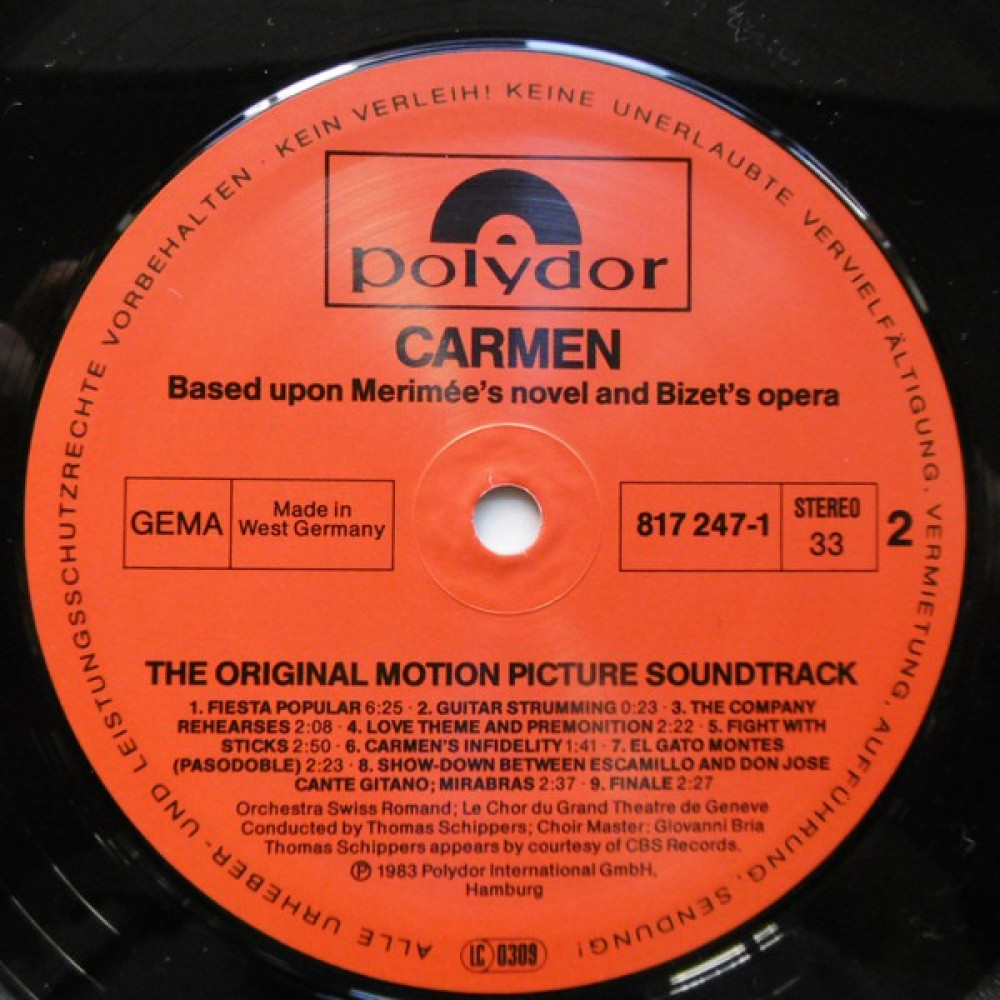 ALLE URHEBER- UND LEISTUNGSSCHUTZRECHTE VORBEHALTEN · KEIN VERLEIH! KEINE UNERLAUBTE VERVIELFÄLTIGUNG, VERMIETUNG, AUFFÜHRUNG, SENDUNG!
polydor
CARMEN
Based upon Merimée's novel and Bizet's opera
GEMA
Made in
West Germany
817 247-1
STEREO
33
2
THE ORIGINAL MOTION PICTURE SOUNDTRACK
1. FIESTA POPULAR 6:25 · 2. GUITAR STRUMMING 0:23 · 3. THE COMPANY
REHEARSES 2:08 · 4. LOVE THEME AND PREMONITION 2:22 · 5. FIGHT WITH
STICKS 2:50 · 6. CARMEN'S INFIDELITY 1:41 · 7. EL GATO MONTES
(PASODOBLE) 2:23 · 8. SHOW-DOWN BETWEEN ESCAMILLO AND DON JOSE
CANTE GITANO; MIRABRAS 2:37 · 9. FINALE 2:27
Orchestra Swiss Romand; Le Chor du Grand Theatre de Geneve
Conducted by Thomas Schippers; Choir Master: Giovanni Bria
Thomas Schippers appears by courtesy of CBS Records.
℗ 1983 Polydor International GmbH,
Hamburg
LC 0309